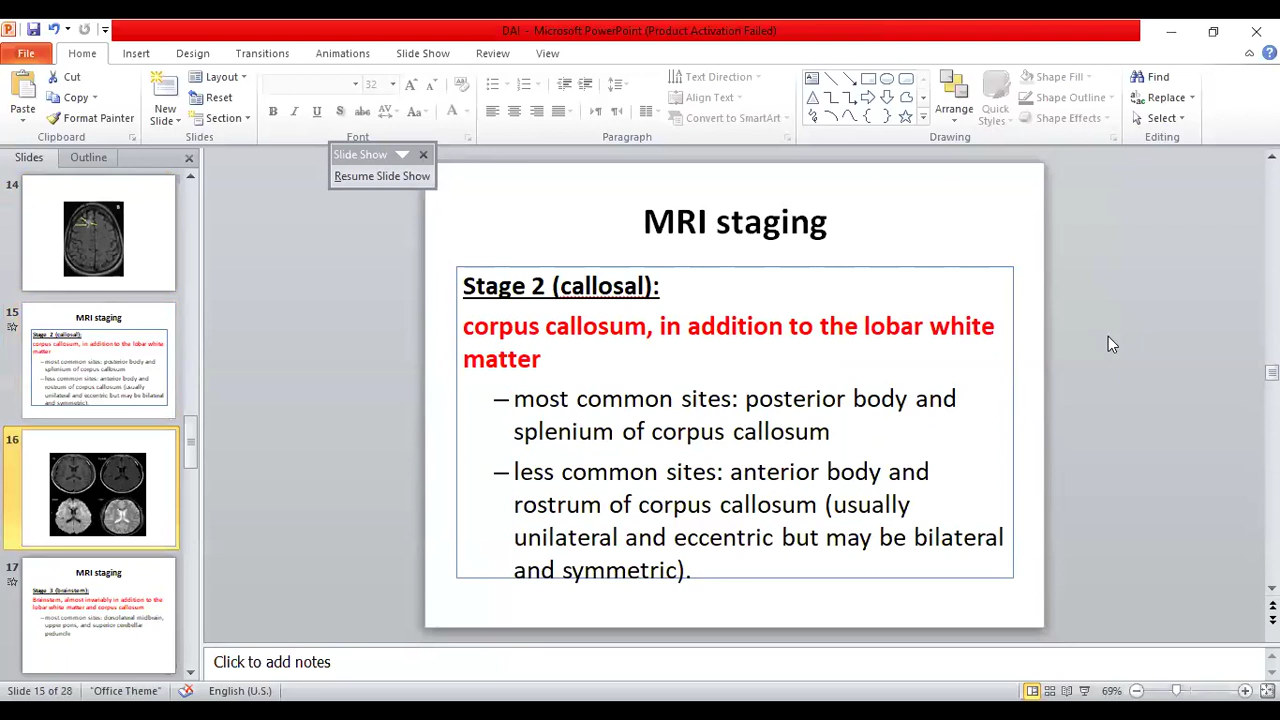 DAI - Microsoft PowerPoint (Product Activation Failed)
File Home Insert Design Transitions Animations Slide Show Review View
Paste
Cut
Copy
Format Painter
Clipboard
New Slide
Layout
Reset
Section
Slides
32
Font
Paragraph
Text Direction
Align Text
Convert to SmartArt
Arrange
Quick Styles
Shape Fill
Shape Outline
Shape Effects
Drawing
Find
Replace
Select
Editing
Slides Outline
Slide Show
Resume Slide Show
14
15
MRI staging
Stage 2 (callosal):
corpus callosum, in addition to the lobar white
matter
– most common sites: posterior body and
splenium of corpus callosum
– less common sites: anterior body and
rostrum of corpus callosum (usually
unilateral and eccentric but may be bilateral
and symmetric).
16
17
MRI staging
Stage 3 (brainstem):
Brainstem, almost invariably in addition to the
lobar white matter and corpus callosum
– most common sites: dorsolateral midbrain,
upper pons, and superior cerebellar
peduncle
MRI staging
Stage 2 (callosal):
corpus callosum, in addition to the lobar white
matter
– most common sites: posterior body and
splenium of corpus callosum
– less common sites: anterior body and
rostrum of corpus callosum (usually
unilateral and eccentric but may be bilateral
and symmetric).
Click to add notes
Slide 15 of 28 "Office Theme" English (U.S.) 69%